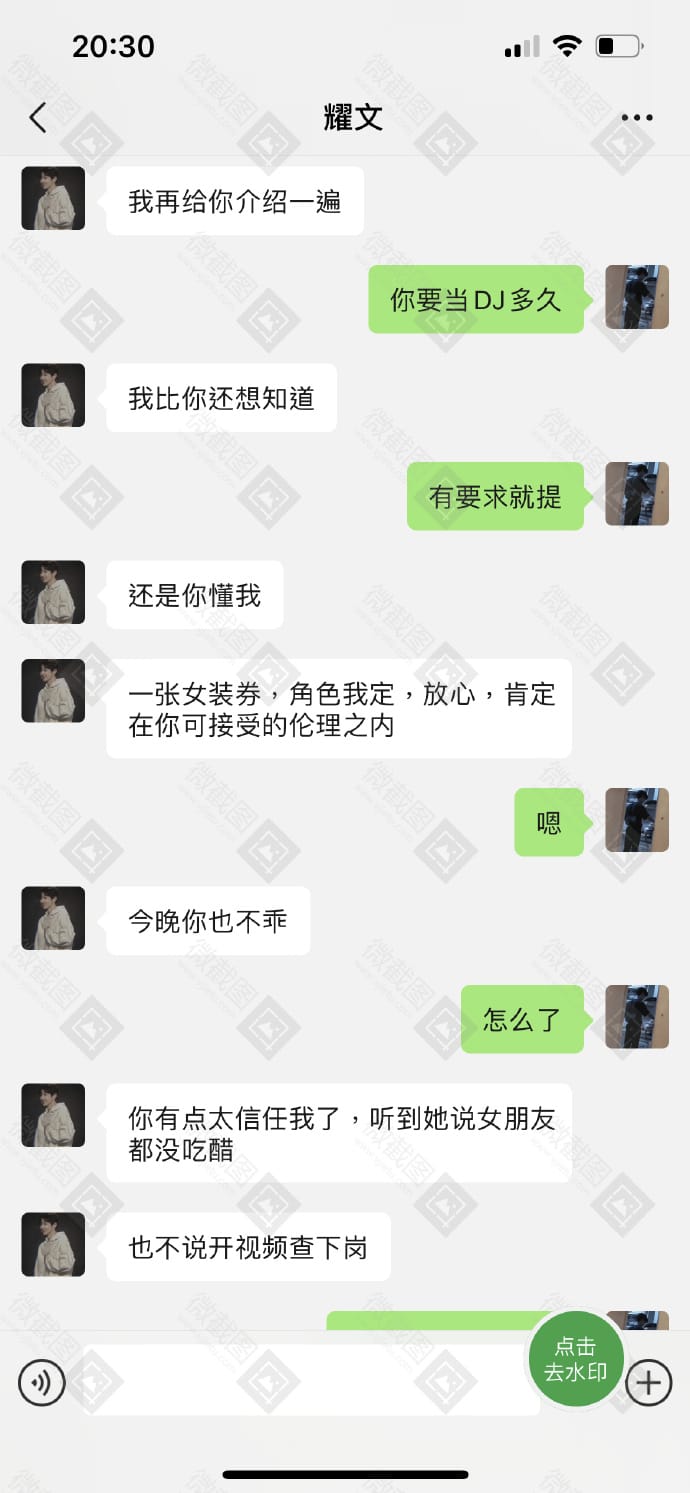 20:30
耀文
我再给你介绍一遍
你要当DJ多久
我比你还想知道
有要求就提
还是你懂我
一张女装券，角色我定，放心，肯定
在你可接受的伦理之内
嗯
今晚你也不乖
怎么了
你有点太信任我了，听到她说女朋友
都没吃醋
也不说开视频查下岗
点击
去水印
微截图